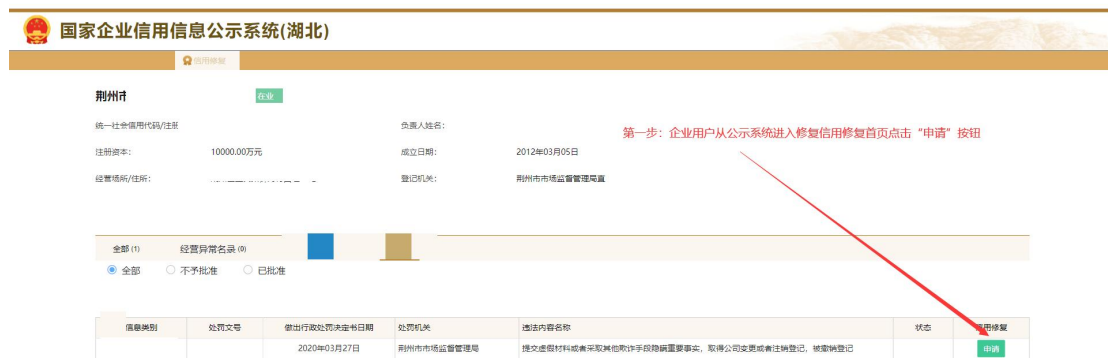 国家企业信用信息公示系统(湖北)
信用修复
荆州市
在业
统一社会信用代码/注册
负责人姓名：
第一步：企业用户从公示系统进入修复信用修复首页点击“申请”按钮
注册资本： 10000.00万元 成立日期： 2012年03月05日
经营场所/住所： 登记机关： 荆州市市场监督管理局直
全部 (1) 经营异常名录 (0)
全部 不予批准 已批准
信息类别 处罚文号 做出行政处罚决定书日期 处罚机关 违法内容名称 状态 信用修复
2020年03月27日 荆州市市场监督管理局 提交虚假材料或者采取其他欺诈手段隐瞒重要事实，取得公司变更或者注销登记，被撤销登记 申请